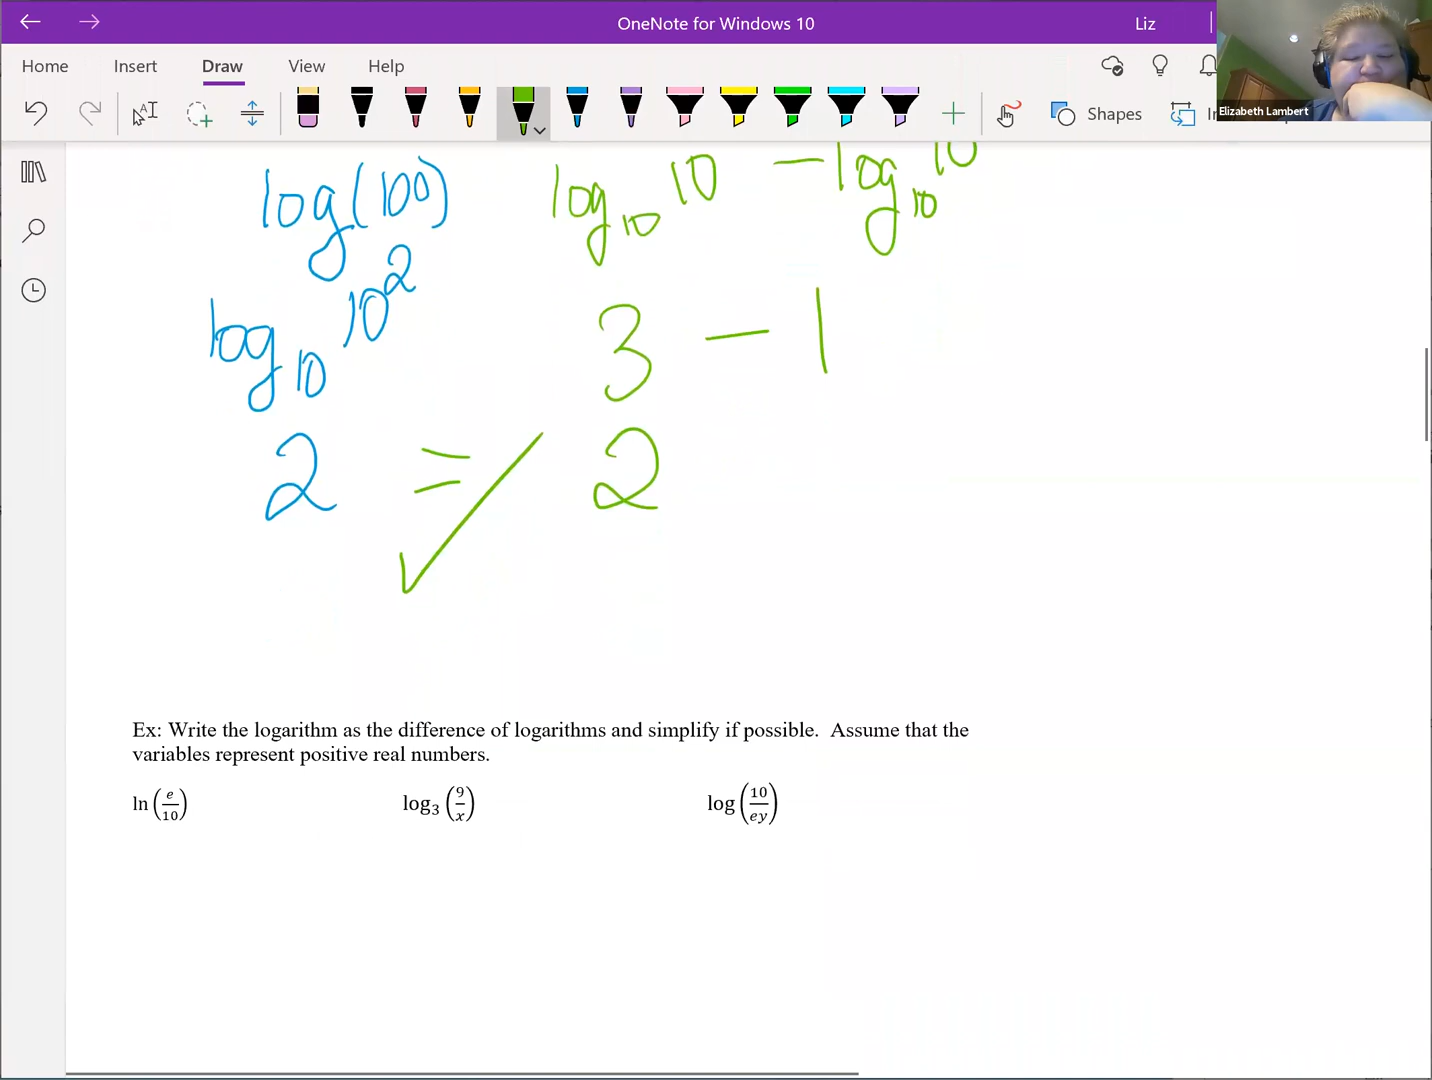 OneNote for Windows 10
Liz
Home Insert Draw View Help
Shapes
Elizabeth Lambert
log(100) log₁₀ 10 − log₁₀ 10
log₁₀ 10² 3 − 1
2 = 2
Ex: Write the logarithm as the difference of logarithms and simplify if possible. Assume that the
variables represent positive real numbers.
ln(e/10) log₃(9/x) log(10/ey)